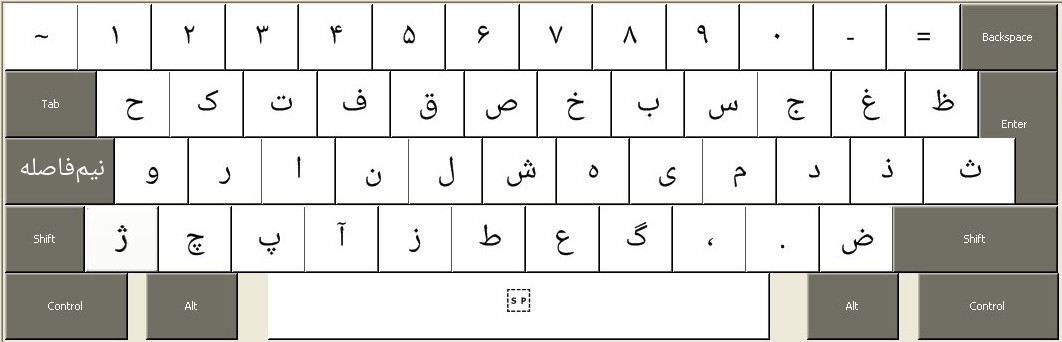 ~ ۱ ۲ ۳ ۴ ۵ ۶ ۷ ۸ ۹ ۰ - = Backspace
Tab ح ک ت ف ق ص خ ب س ج غ ظ Enter
نیم‌فاصله و ر ا ن ل ش ه ی م د ذ ث
Shift ژ چ پ آ ز ط ع گ ، . ض Shift
Control Alt SP Alt Control